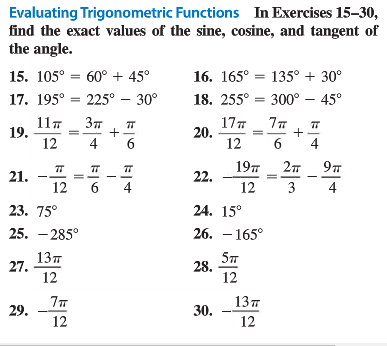 Evaluating Trigonometric Functions In Exercises 15–30,
find the exact values of the sine, cosine, and tangent of
the angle.
15. 105° = 60° + 45°
16. 165° = 135° + 30°
17. 195° = 225° − 30°
18. 255° = 300° − 45°
19. 11π/12 = 3π/4 + π/6
20. 17π/12 = 7π/6 + π/4
21. −π/12 = π/6 − π/4
22. −19π/12 = 2π/3 − 9π/4
23. 75°
24. 15°
25. −285°
26. −165°
27. 13π/12
28. 5π/12
29. −7π/12
30. −13π/12